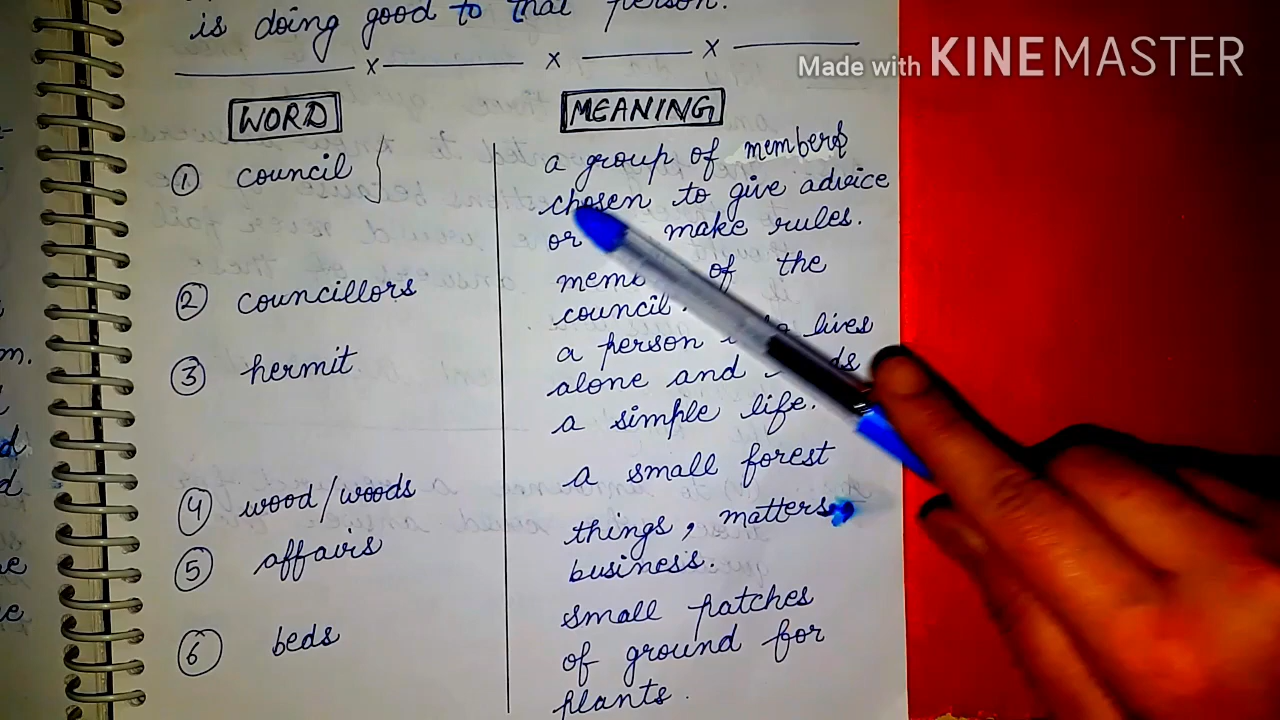 is doing good to that person.
x x x
Made with KINEMASTER
WORD MEANING
① council a group of members
chosen to give advice
or make rules.
② councillors of the
council.
③ hermit a person lives
alone and
a simple life.
④ wood/woods a small forest
⑤ affairs things, matters
business.
⑥ beds small patches
of ground for
plants.